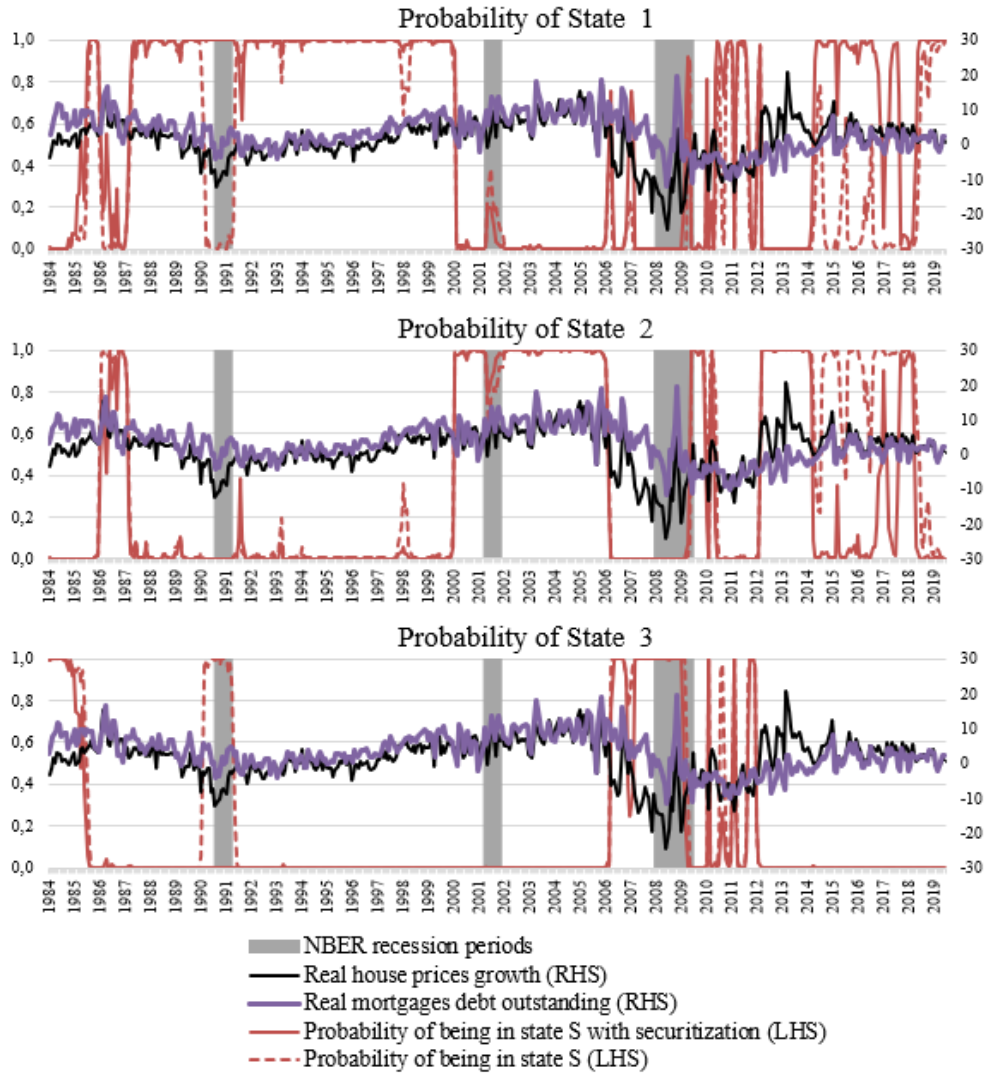 Probability of State 1
1,0 30
0,8 20
10
0,6
0
0,4
-10
0,2 -20
0,0 -30
1984 1985 1986 1987 1988 1989 1990 1991 1992 1993 1994 1995 1996 1997 1998 1999 2000 2001 2002 2003 2004 2005 2006 2007 2008 2009 2010 2011 2012 2013 2014 2015 2016 2017 2018 2019
Probability of State 2
1,0 30
0,8 20
10
0,6
0
0,4
-10
0,2 -20
0,0 -30
1984 1985 1986 1987 1988 1989 1990 1991 1992 1993 1994 1995 1996 1997 1998 1999 2000 2001 2002 2003 2004 2005 2006 2007 2008 2009 2010 2011 2012 2013 2014 2015 2016 2017 2018 2019
Probability of State 3
1,0 30
0,8 20
10
0,6
0
0,4
-10
0,2 -20
0,0 -30
1984 1985 1986 1987 1988 1989 1990 1991 1992 1993 1994 1995 1996 1997 1998 1999 2000 2001 2002 2003 2004 2005 2006 2007 2008 2009 2010 2011 2012 2013 2014 2015 2016 2017 2018 2019
NBER recession periods
Real house prices growth (RHS)
Real mortgages debt outstanding (RHS)
Probability of being in state S with securitization (LHS)
Probability of being in state S (LHS)